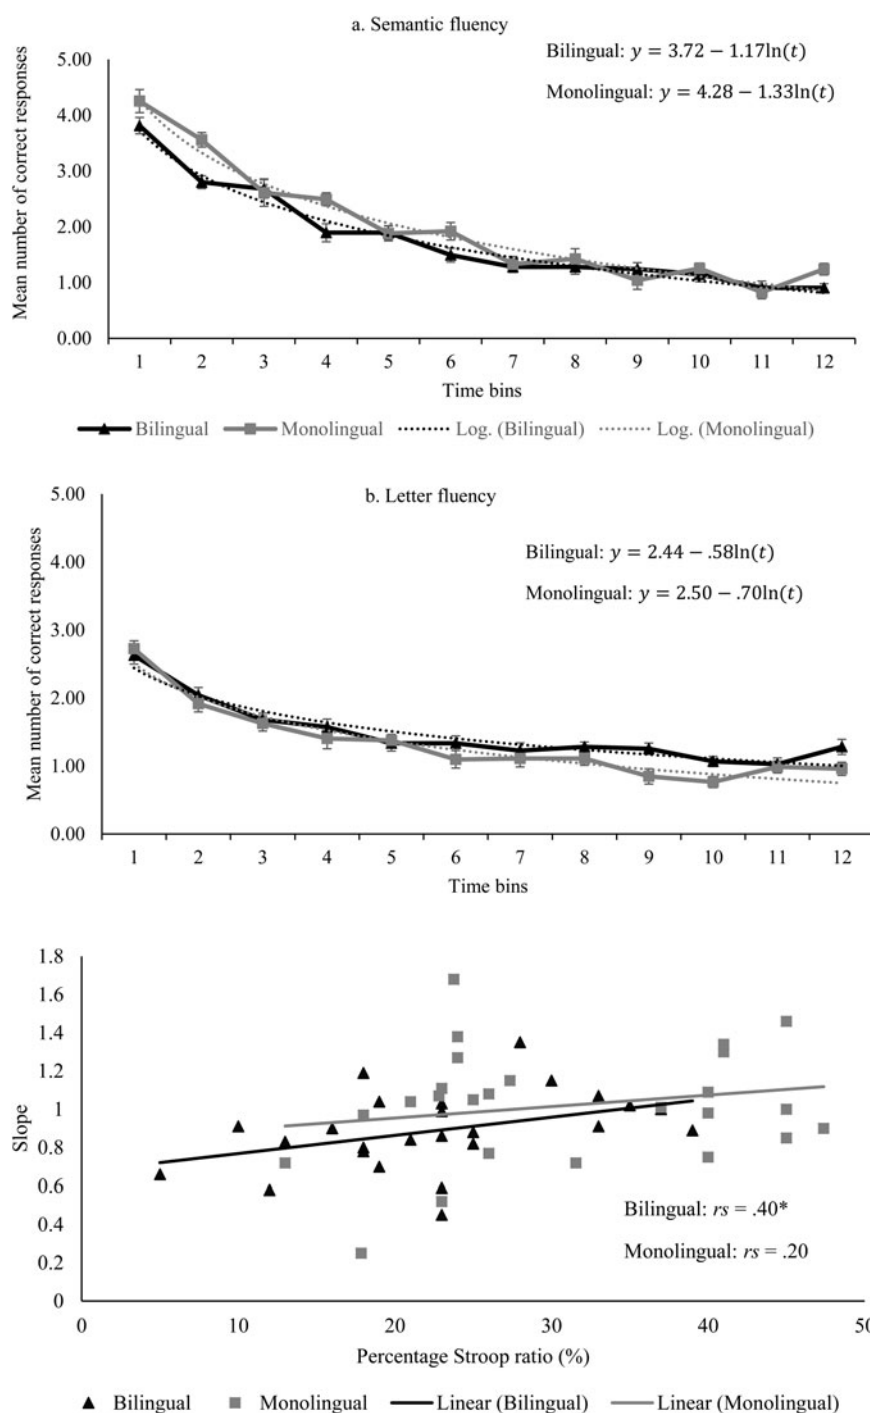 a. Semantic fluency
Bilingual: y = 3.72 − 1.17ln(t)
Monolingual: y = 4.28 − 1.33ln(t)
Mean number of correct responses
5.00
4.00
3.00
2.00
1.00
0.00
1 2 3 4 5 6 7 8 9 10 11 12
Time bins
Bilingual Monolingual Log. (Bilingual) Log. (Monolingual)
b. Letter fluency
Bilingual: y = 2.44 − .58ln(t)
Monolingual: y = 2.50 − .70ln(t)
Mean number of correct responses
5.00
4.00
3.00
2.00
1.00
0.00
1 2 3 4 5 6 7 8 9 10 11 12
Time bins
Slope
1.8
1.6
1.4
1.2
1
0.8
0.6
0.4
0.2
0
Bilingual: rs = .40*
Monolingual: rs = .20
0 10 20 30 40 50
Percentage Stroop ratio (%)
Bilingual Monolingual Linear (Bilingual) Linear (Monolingual)